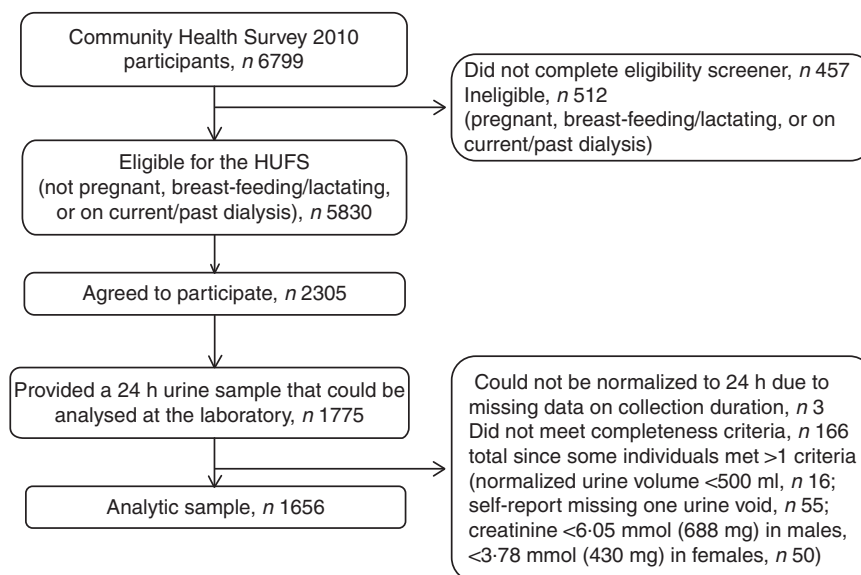 Community Health Survey 2010
participants, n 6799
Did not complete eligibility screener, n 457
Ineligible, n 512
(pregnant, breast-feeding/lactating, or on
current/past dialysis)
Eligible for the HUFS
(not pregnant, breast-feeding/lactating,
or on current/past dialysis), n 5830
Agreed to participate, n 2305
Provided a 24 h urine sample that could be
analysed at the laboratory, n 1775
Could not be normalized to 24 h due to
missing data on collection duration, n 3
Did not meet completeness criteria, n 166
total since some individuals met >1 criteria
(normalized urine volume <500 ml, n 16;
self-report missing one urine void, n 55;
creatinine <6·05 mmol (688 mg) in males,
<3·78 mmol (430 mg) in females, n 50)
Analytic sample, n 1656